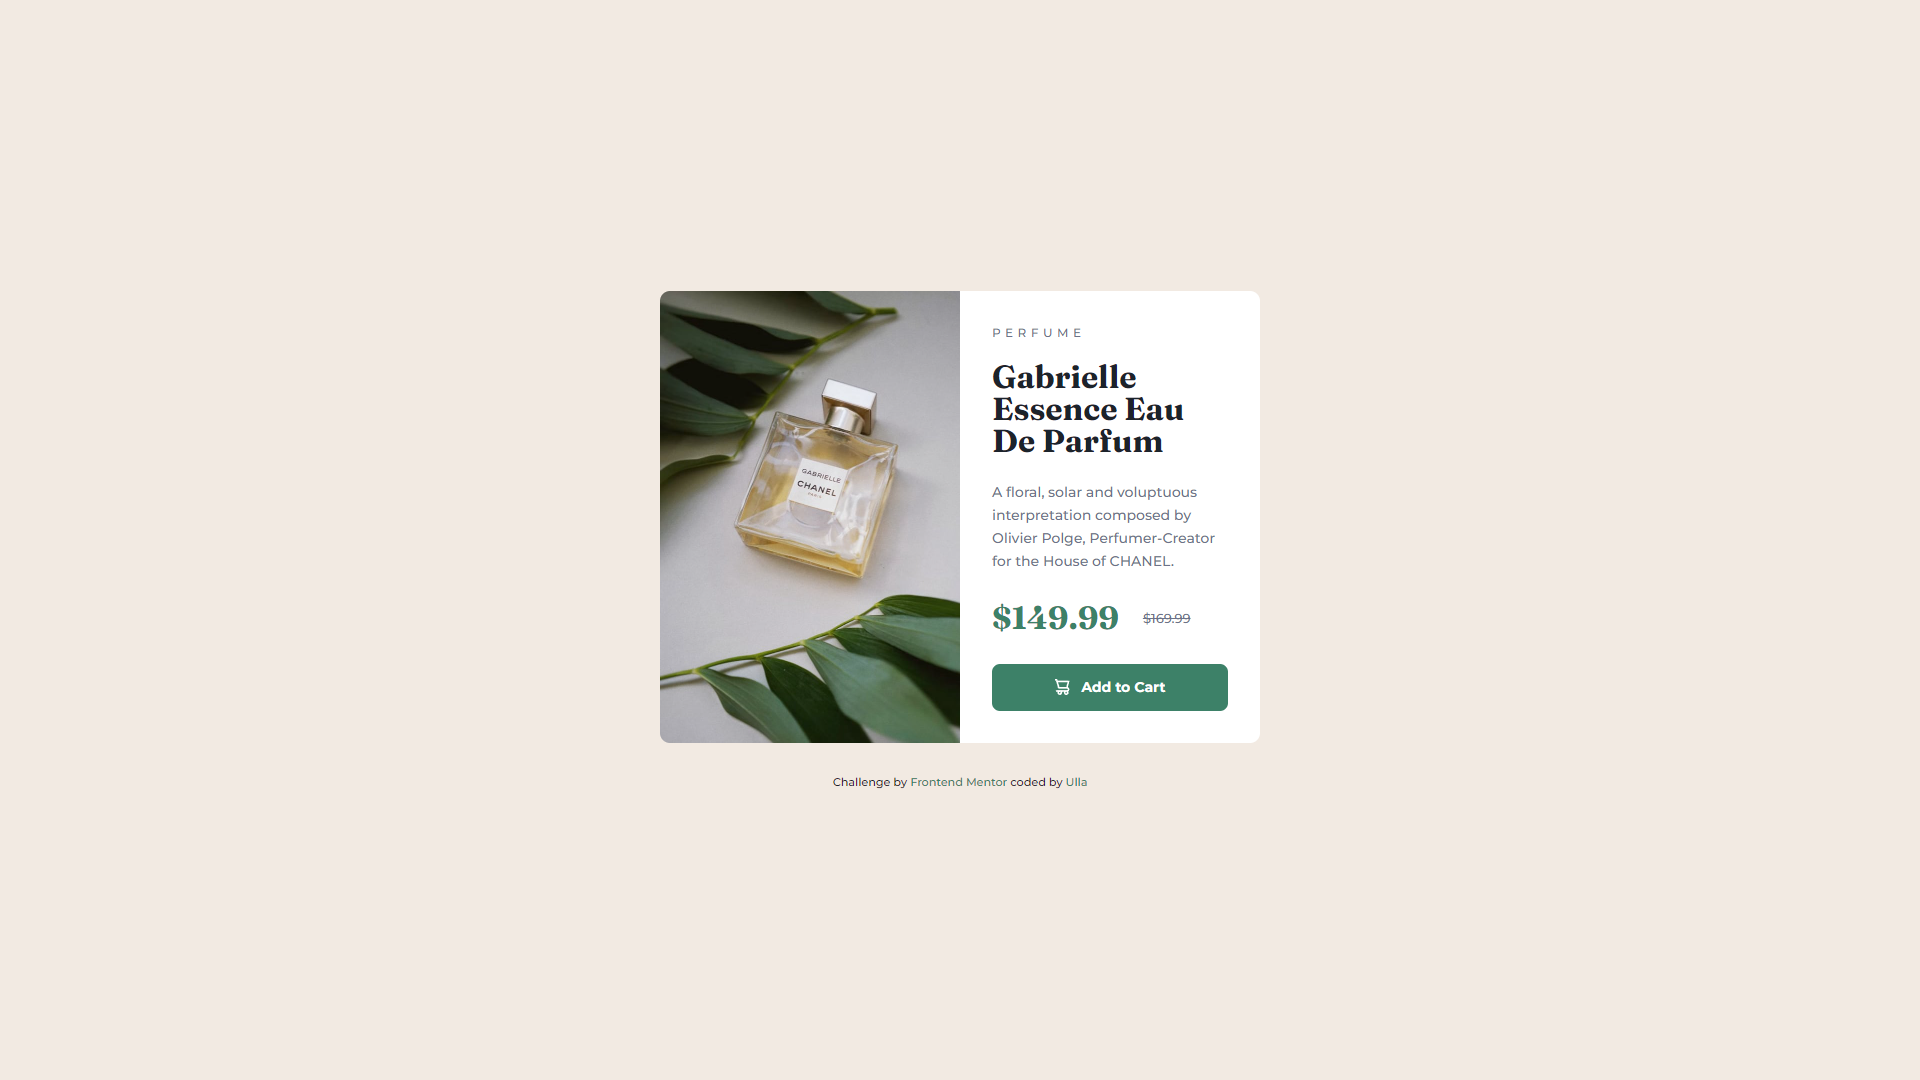 PERFUME
Gabrielle
Essence Eau
De Parfum
A floral, solar and voluptuous
interpretation composed by
Olivier Polge, Perfumer-Creator
for the House of CHANEL.
$149.99 $169.99
Add to Cart
GABRIELLE
CHANEL
PARIS
Challenge by Frontend Mentor coded by Ulla